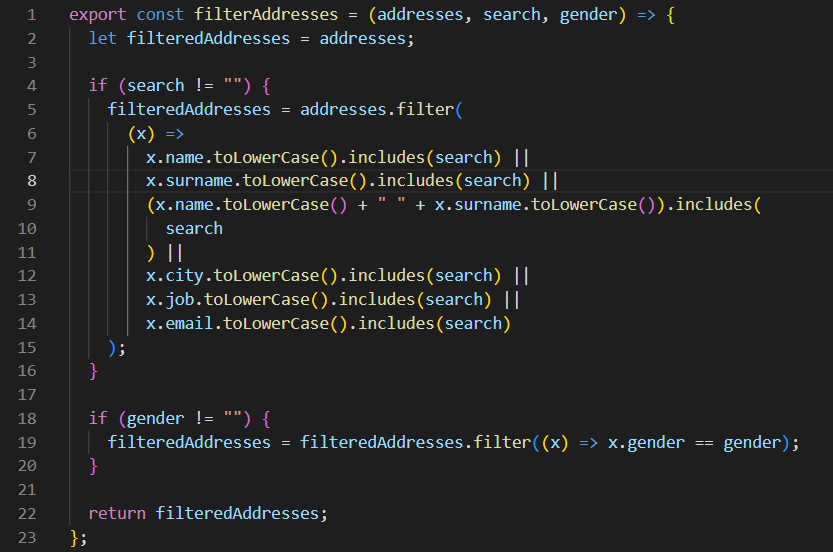 1 export const filterAddresses = (addresses, search, gender) => {
2   let filteredAddresses = addresses;
3
4   if (search != "") {
5     filteredAddresses = addresses.filter(
6       (x) =>
7         x.name.toLowerCase().includes(search) ||
8         x.surname.toLowerCase().includes(search) ||
9         (x.name.toLowerCase() + " " + x.surname.toLowerCase()).includes(
10           search
11         ) ||
12         x.city.toLowerCase().includes(search) ||
13         x.job.toLowerCase().includes(search) ||
14         x.email.toLowerCase().includes(search)
15     );
16   }
17
18   if (gender != "") {
19     filteredAddresses = filteredAddresses.filter((x) => x.gender == gender);
20   }
21
22   return filteredAddresses;
23 };